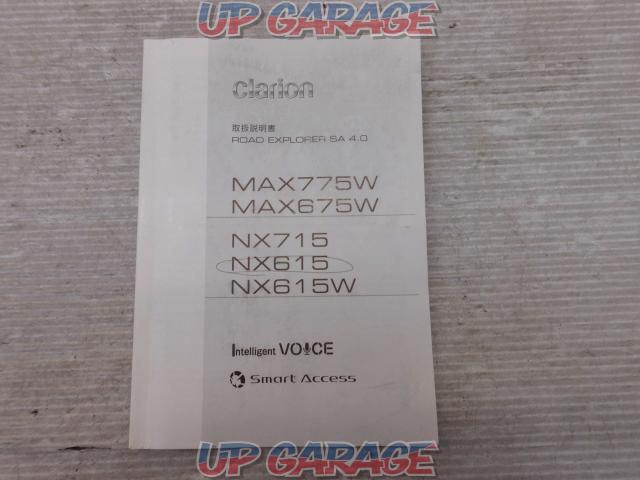 UP GARAGE
clarion
取扱説明書
ROAD EXPLORER SA 4.0
MAX775W
MAX675W
NX715
NX615
NX615W
Intelligent VOICE
Smart Access
UP GARAGE